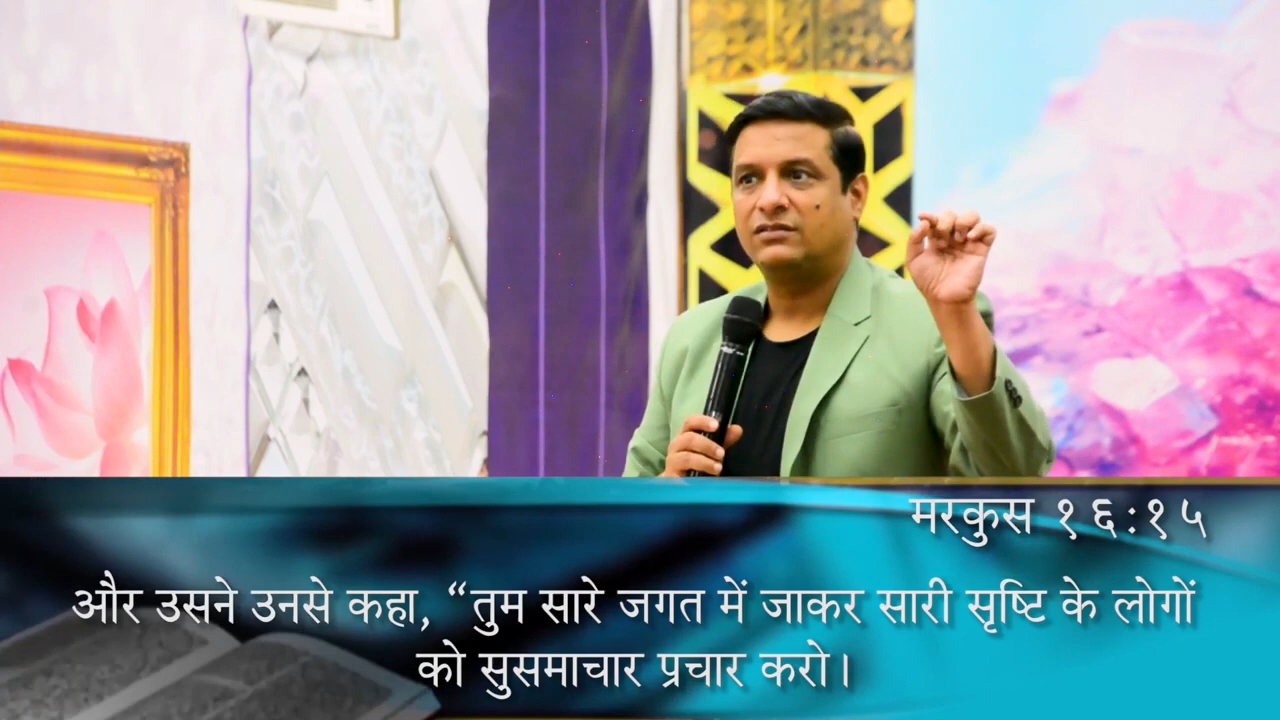 मरकुस १६:१५
और उसने उनसे कहा, “तुम सारे जगत में जाकर सारी सृष्टि के लोगों
को सुसमाचार प्रचार करो।